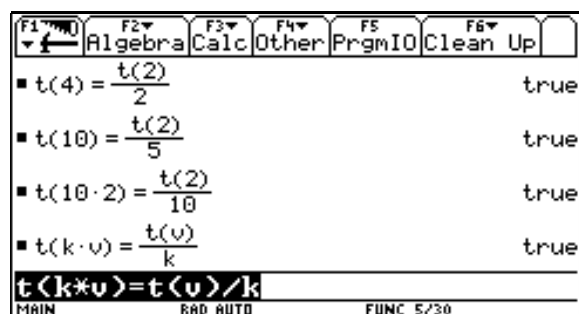 F1 F2 F3 F4 F5 F6
Algebra Calc Other PrgmIO Clean Up
t(4) = t(2)/2 true
t(10) = t(2)/5 true
t(10·2) = t(2)/10 true
t(k·v) = t(v)/k true
t(k*v)=t(v)/k
MAIN RAD AUTO FUNC 5/30